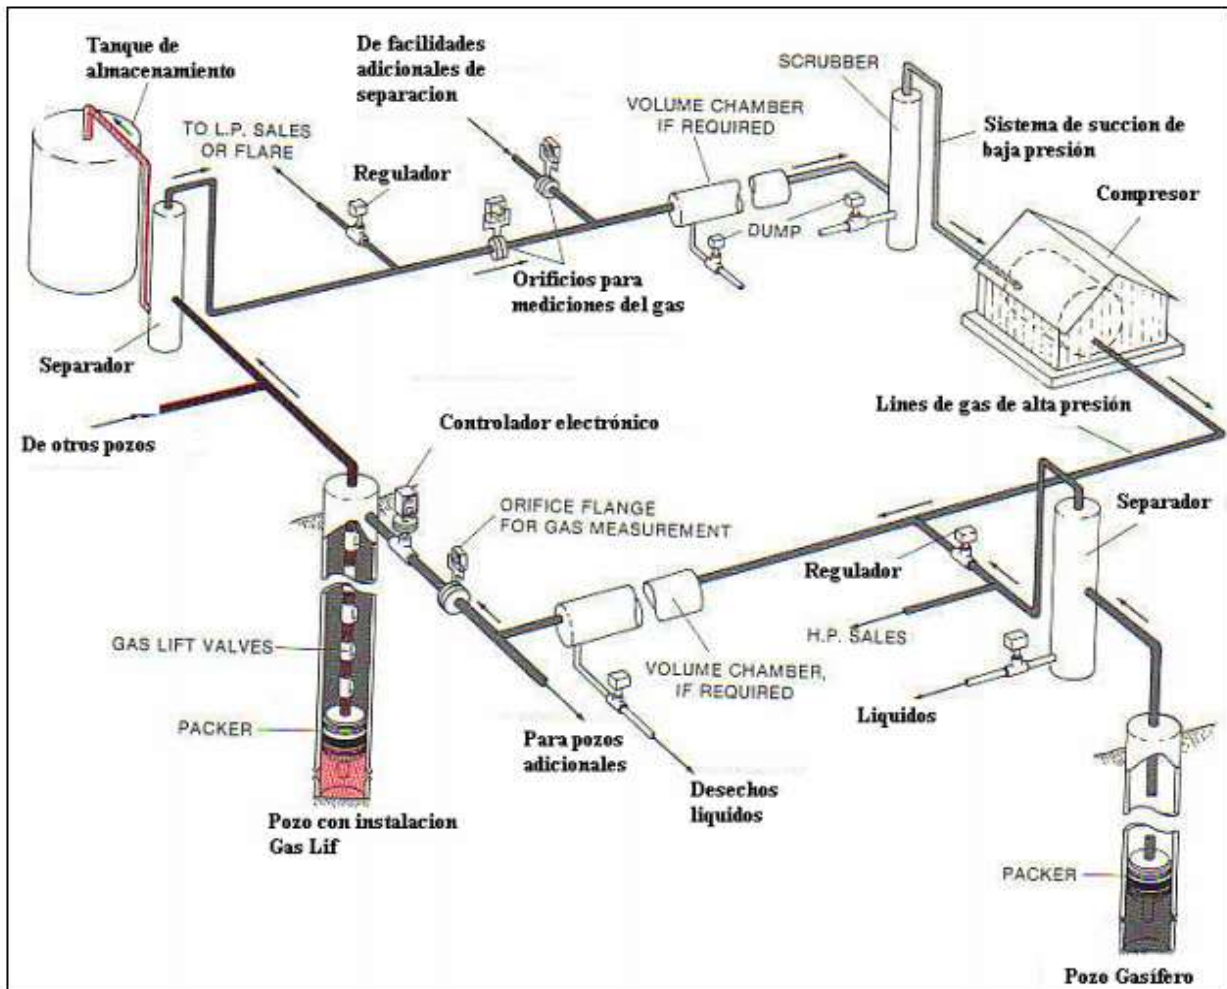 Tanque de
almacenamiento
De facilidades
adicionales de
separacion
SCRUBBER
VOLUME CHAMBER
IF REQUIRED
TO L.P. SALES
OR FLARE
Regulador
Sistema de succion de
baja presión
Compresor
DUMP
Orificios para
mediciones del gas
Separador
De otros pozos
Controlador electrónico
Lines de gas de alta presión
ORIFICE FLANGE
FOR GAS MEASUREMENT
Separador
Regulador
H.P. SALES
GAS LIFT VALVES
VOLUME CHAMBER,
IF REQUIRED
Liquidos
PACKER
Para pozos
adicionales
Desechos
liquidos
Pozo con instalacion
Gas Lif
PACKER
Pozo Gasífero